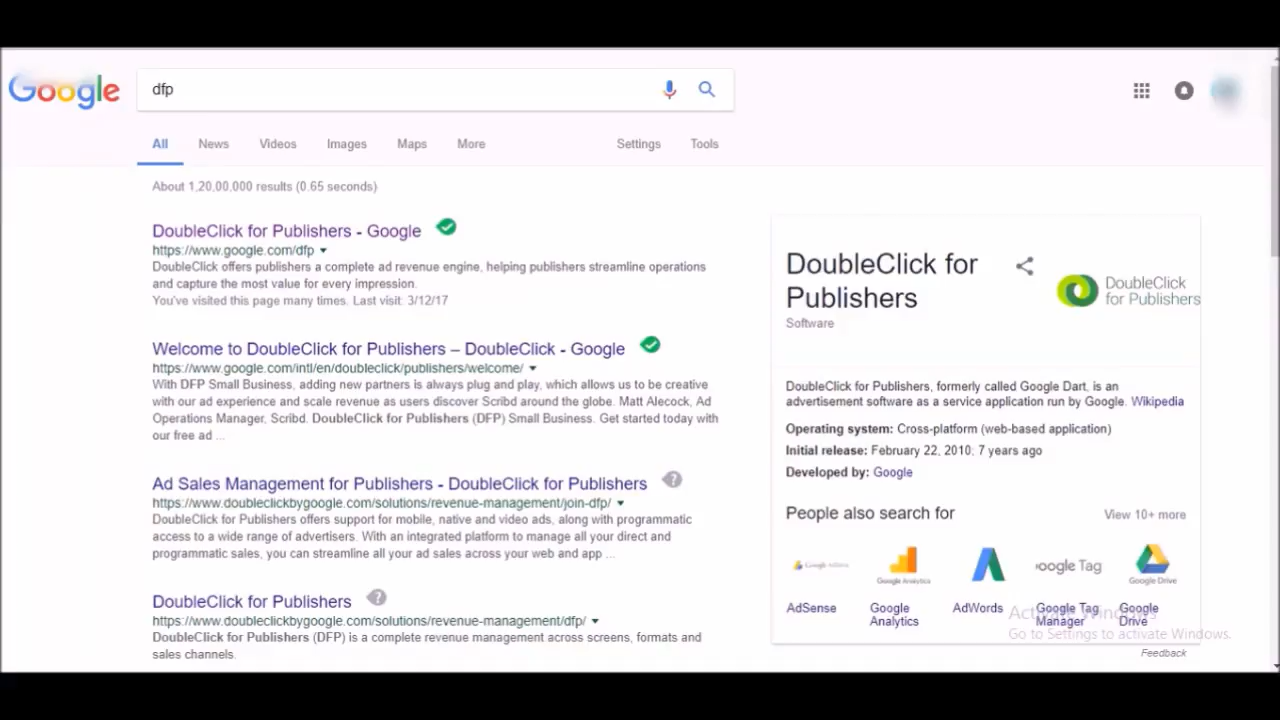 Google
dfp
All News Videos Images Maps More Settings Tools
About 1,20,00,000 results (0.65 seconds)
DoubleClick for Publishers - Google
https://www.google.com/dfp
DoubleClick offers publishers a complete ad revenue engine, helping publishers streamline operations
and capture the most value for every impression.
You've visited this page many times. Last visit: 3/12/17
Welcome to DoubleClick for Publishers – DoubleClick - Google
https://www.google.com/intl/en/doubleclick/publishers/welcome/
With DFP Small Business, adding new partners is always plug and play, which allows us to be creative
with our ad experience and scale revenue as users discover Scribd around the globe. Matt Alecock, Ad
Operations Manager, Scribd. DoubleClick for Publishers (DFP) Small Business. Get started today with
our free ad ...
Ad Sales Management for Publishers - DoubleClick for Publishers
https://www.doubleclickbygoogle.com/solutions/revenue-management/join-dfp/
DoubleClick for Publishers offers support for mobile, native and video ads, along with programmatic
access to a wide range of advertisers. With an integrated platform to manage all your direct and
programmatic sales, you can streamline all your ad sales across your web and app ...
DoubleClick for Publishers
https://www.doubleclickbygoogle.com/solutions/revenue-management/dfp/
DoubleClick for Publishers (DFP) is a complete revenue management across screens, formats and
sales channels.
DoubleClick for
Publishers
Software
DoubleClick
for Publishers
DoubleClick for Publishers, formerly called Google Dart, is an
advertisement software as a service application run by Google. Wikipedia
Operating system: Cross-platform (web-based application)
Initial release: February 22, 2010; 7 years ago
Developed by: Google
People also search for View 10+ more
Google AdSense Google Analytics oogle Tag Google Drive
AdSense Google AdWords Google Tag Google
Analytics Manager Drive
Activate Windows
Go to Settings to activate Windows.
Feedback